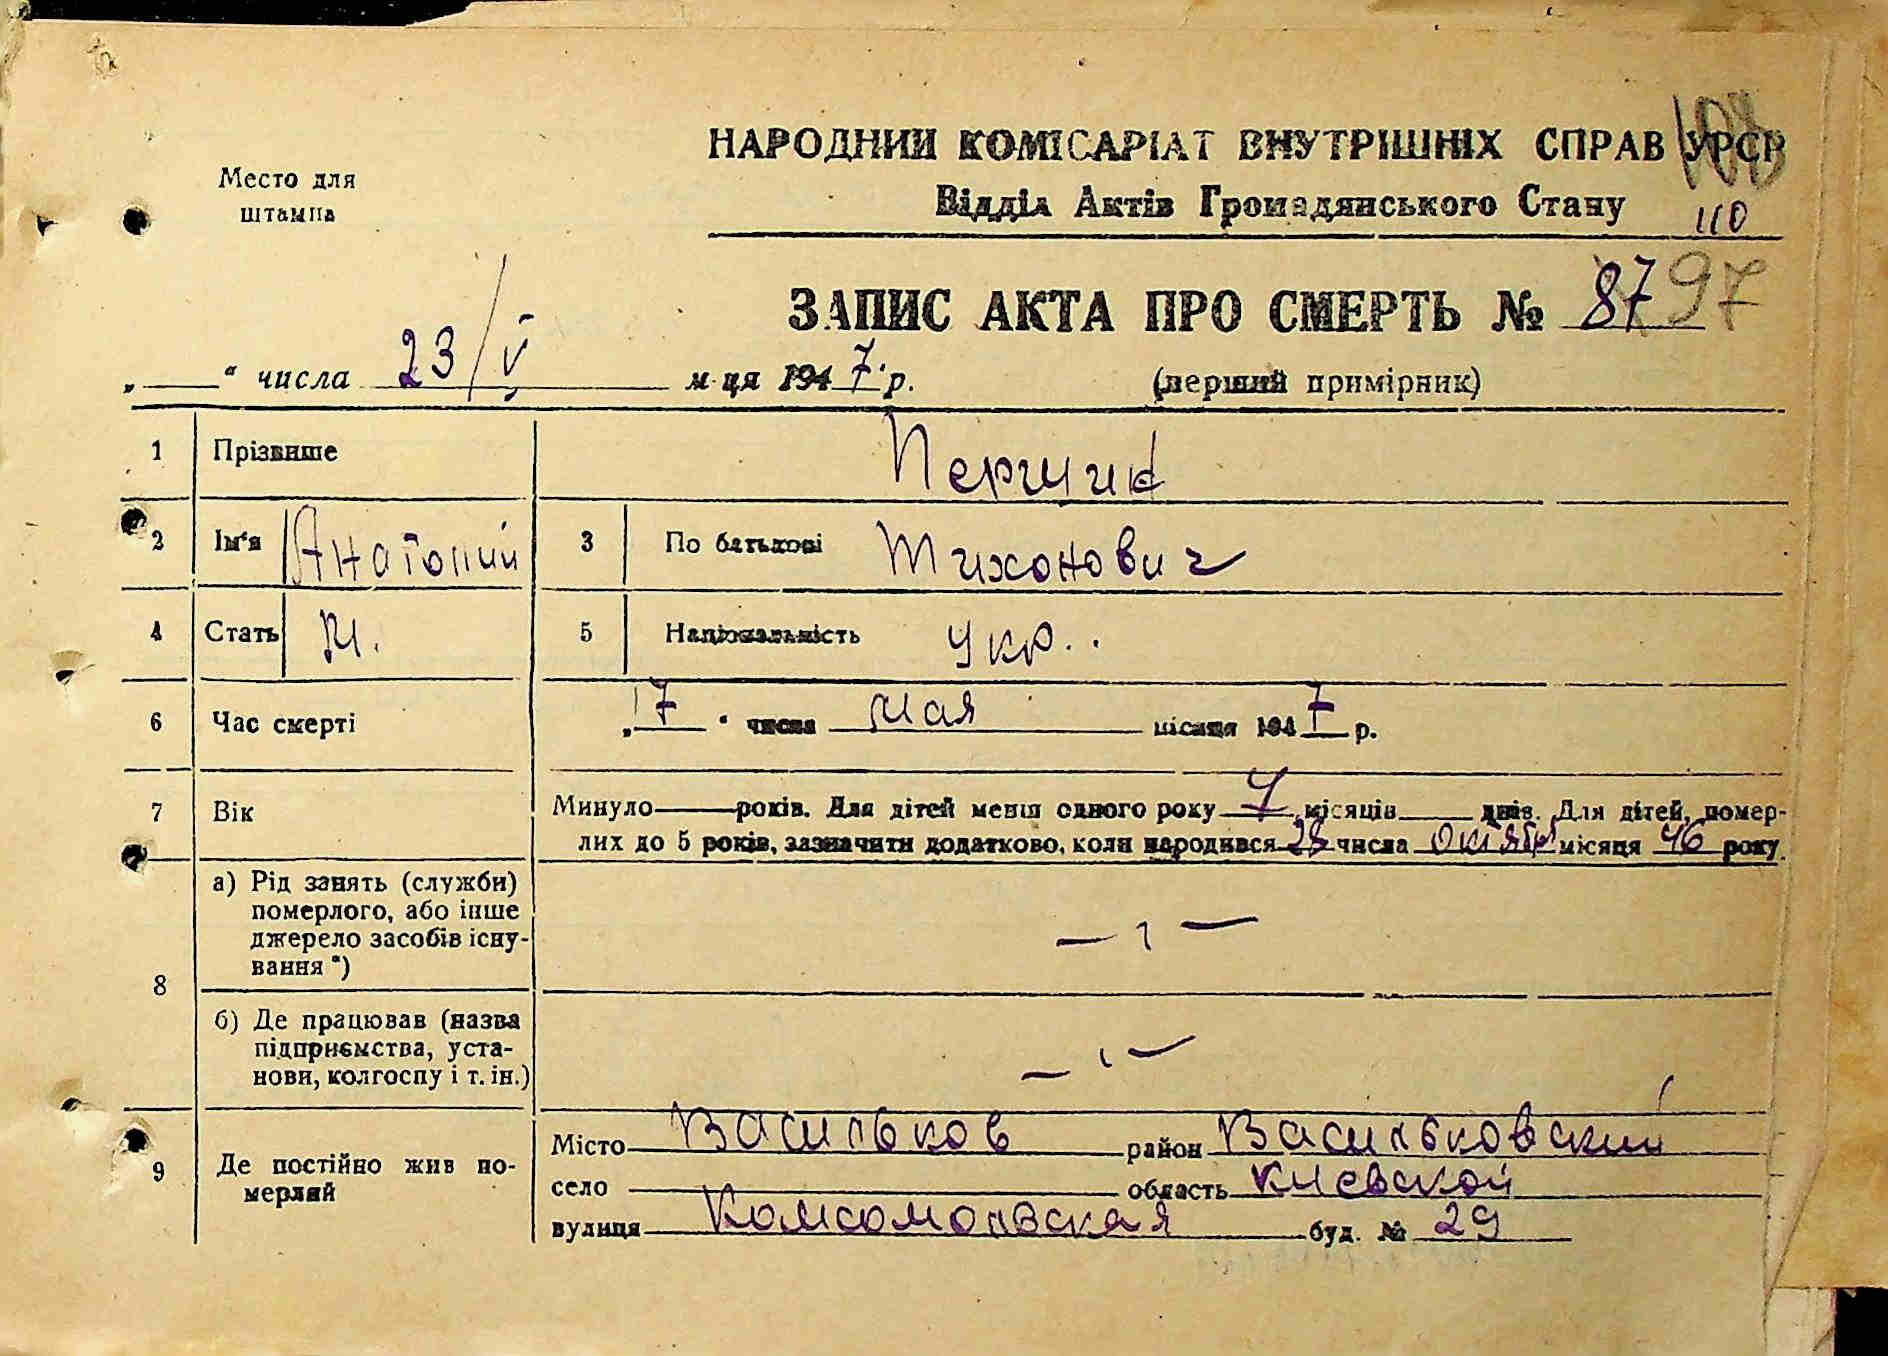 Место для
штампа
НАРОДНИЙ КОМІСАРІАТ ВНУТРІШНІХ СПРАВ УРСР
Відділ Актів Громадянського Стану
110
ЗАПИС АКТА ПРО СМЕРТЬ № 87 97
„ “ числа 23/V м-ця 1947 р. (перший примірник)
1 Прізвище Першик
2 Ім'я Анатолий 3 По батькові Тихонович
4 Стать М. 5 Національність Укр.
6 Час смерті „17“ числа мая місяця 1947 р.
7 Вік Минуло років. Для дітей менш одного року 7 місяців днів. Для дітей, помер-
лих до 5 років, зазначити додатково, коли народився 28 числа октября місяця 46 року.
8 а) Рід занять (служби)
померлого, або інше
джерело засобів існу-
вання *)
— ı —
б) Де працював (назва
підприємства, уста-
нови, колгоспу і т. ін.)
— ı —
9 Де постійно жив по-
мерлий
Місто Васильков район Васильковский
село область Киевской
вулиця Комсомольская буд. № 29